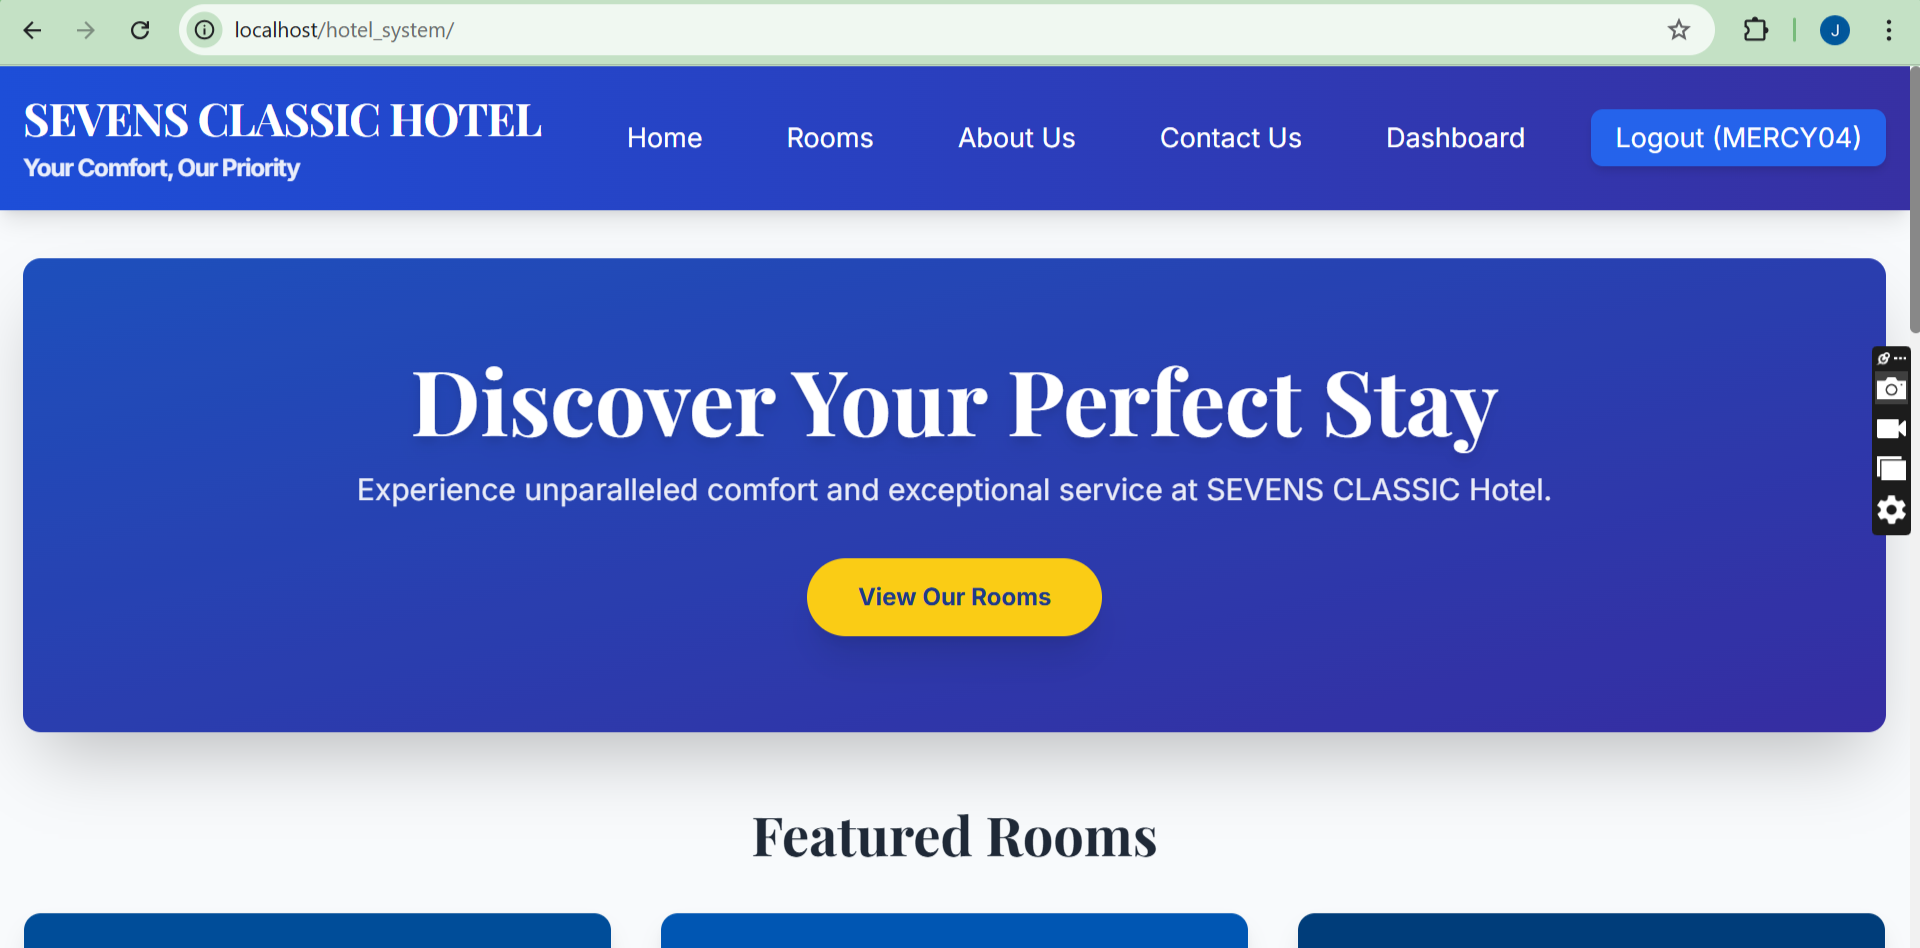 localhost/hotel_system/
J
SEVENS CLASSIC HOTEL
Your Comfort, Our Priority
Home
Rooms
About Us
Contact Us
Dashboard
Logout (MERCY04)
Discover Your Perfect Stay
Experience unparalleled comfort and exceptional service at SEVENS CLASSIC Hotel.
View Our Rooms
Featured Rooms